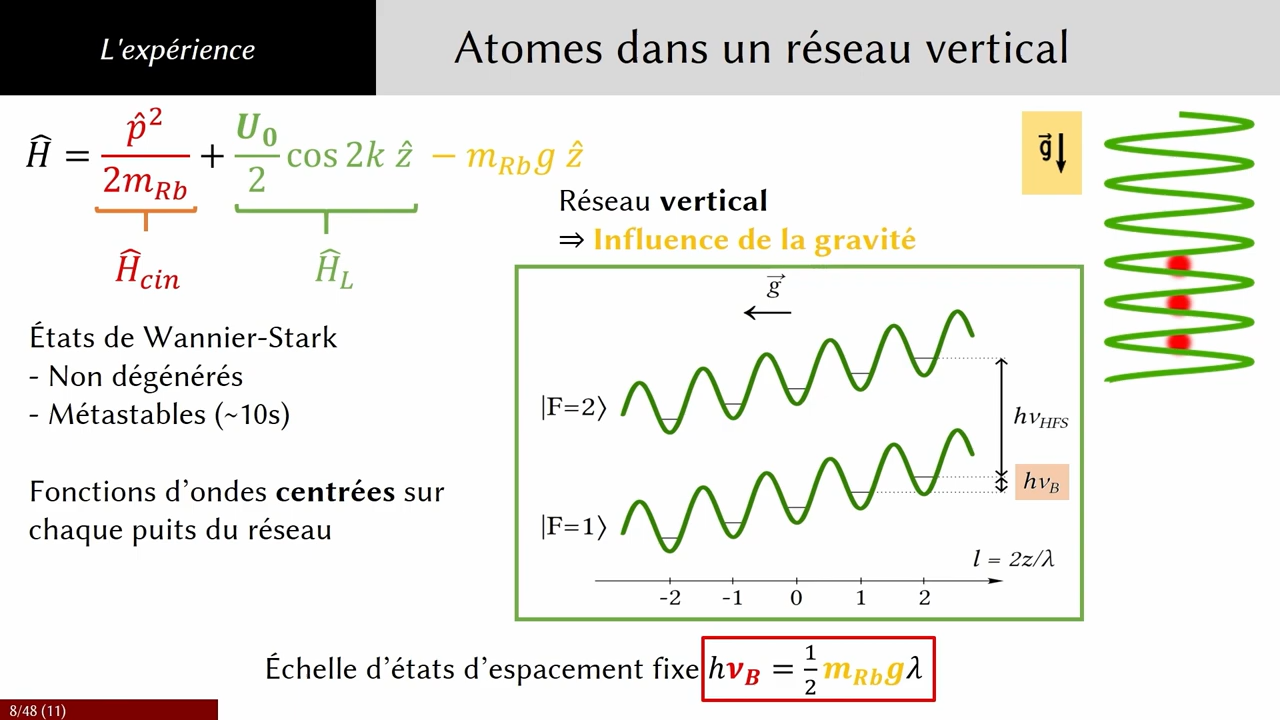 L'expérience
Atomes dans un réseau vertical
Ĥ = p̂²/2m_Rb + U₀/2 cos 2k ẑ − m_Rb g ẑ
Ĥ_cin
Ĥ_L
g⃗↓
Réseau vertical
⇒ Influence de la gravité
États de Wannier-Stark
- Non dégénérés
- Métastables (~10s)
Fonctions d'ondes centrées sur
chaque puits du réseau
g⃗
|F=2⟩
hν_HFS
hν_B
|F=1⟩
l = 2z/λ
-2 -1 0 1 2
Échelle d'états d'espacement fixe hν_B = 1/2 m_Rb gλ
8/48 (11)